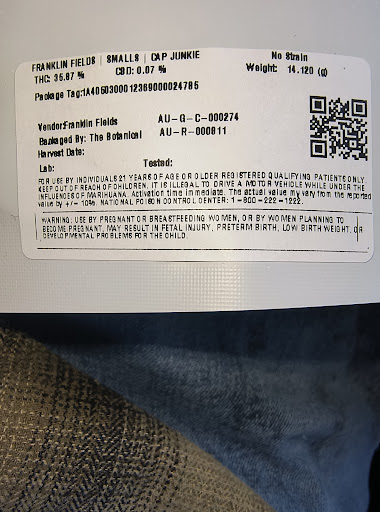 FRANKLIN FIELDS | SMALLS | CAP JUNKIE
No Strain
THC: 35.87 % CBD: 0.07 %
Weight: 14.120 (g)
Package Tag:1A4050300012369000024785
Vendor:Franklin Fields AU-G-C-000274
Packaged By: The Botanical AU-R-000811
Harvest Date:
Lab: Tested:
FOR USE BY INDIVIDUALS 21 YEARS OF AGE OR OLDER REGISTERED QUALIFYING PATIENTS ONLY.
KEEP OUT OF REACH OF CHILDREN. IT IS ILLEGAL TO DRIVE A MOTOR VEHICLE WHILE UNDER THE
INFLUENCES OF MARIHUANA. Activation time immediate. The actual value my vary from the reported
value by +/- 10%. NATIONAL POISON CONTROL CENTER: 1-800-222-1222.
WARNING: USE BY PREGNANT OR BREASTFEEDING WOMEN, OR BY WOMEN PLANNING TO
BECOME PREGNANT, MAY RESULT IN FETAL INJURY, PRETERM BIRTH, LOW BIRTH WEIGHT, OR
DEVELOPMENTAL PROBLEMS FOR THE CHILD.